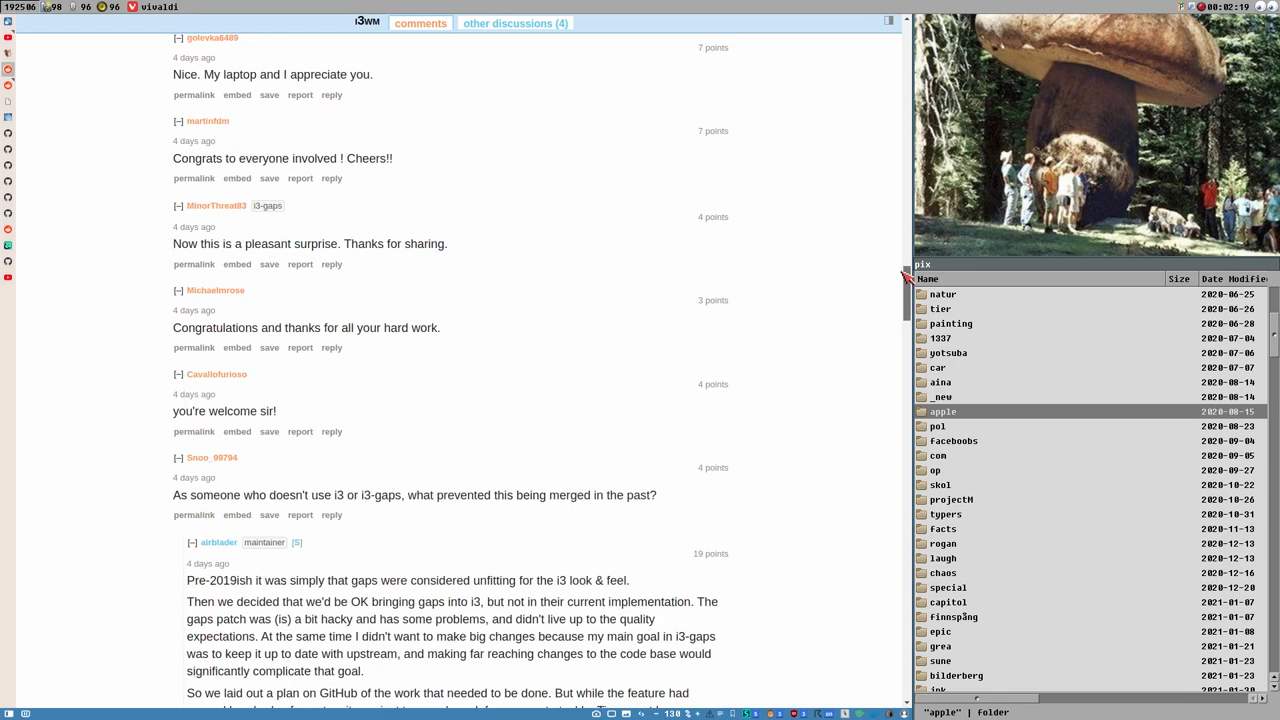 192506 98 96 96 vivaldi
00:02:19
i3wm comments other discussions (4)
[–] golevka6489
7 points
4 days ago
Nice. My laptop and I appreciate you.
permalink embed save report reply
[–] martinfdm
7 points
4 days ago
Congrats to everyone involved ! Cheers!!
permalink embed save report reply
[–] MinorThreat83 i3-gaps
4 points
4 days ago
Now this is a pleasant surprise. Thanks for sharing.
permalink embed save report reply
[–] Michaelmrose
3 points
4 days ago
Congratulations and thanks for all your hard work.
permalink embed save report reply
[–] Cavallofurioso
4 points
4 days ago
you're welcome sir!
permalink embed save report reply
[–] Snoo_99794
4 points
4 days ago
As someone who doesn't use i3 or i3-gaps, what prevented this being merged in the past?
permalink embed save report reply
[–] airblader maintainer [S]
19 points
4 days ago
Pre-2019ish it was simply that gaps were considered unfitting for the i3 look & feel.
Then we decided that we'd be OK bringing gaps into i3, but not in their current implementation. The
gaps patch was (is) a bit hacky and has some problems, and didn't live up to the quality
expectations. At the same time I didn't want to make big changes because my main goal in i3-gaps
was to keep it up to date with upstream, and making far reaching changes to the code base would
significantly complicate that goal.
So we laid out a plan on GitHub of the work that needed to be done. But while the feature had
130 %
pix
Name Size Date Modifie
natur 2020-06-25
tier 2020-06-26
painting 2020-06-28
1337 2020-07-04
yotsuba 2020-07-06
car 2020-07-07
aina 2020-08-14
_new 2020-08-14
apple 2020-08-15
pol 2020-08-23
faceboobs 2020-09-04
com 2020-09-05
op 2020-09-27
skol 2020-10-22
projectM 2020-10-26
typers 2020-10-31
facts 2020-11-13
rogan 2020-12-13
laugh 2020-12-13
chaos 2020-12-16
special 2020-12-20
capitol 2021-01-07
finnspång 2021-01-07
epic 2021-01-08
grea 2021-01-21
sune 2021-01-23
bilderberg 2021-01-23
"apple" | folder